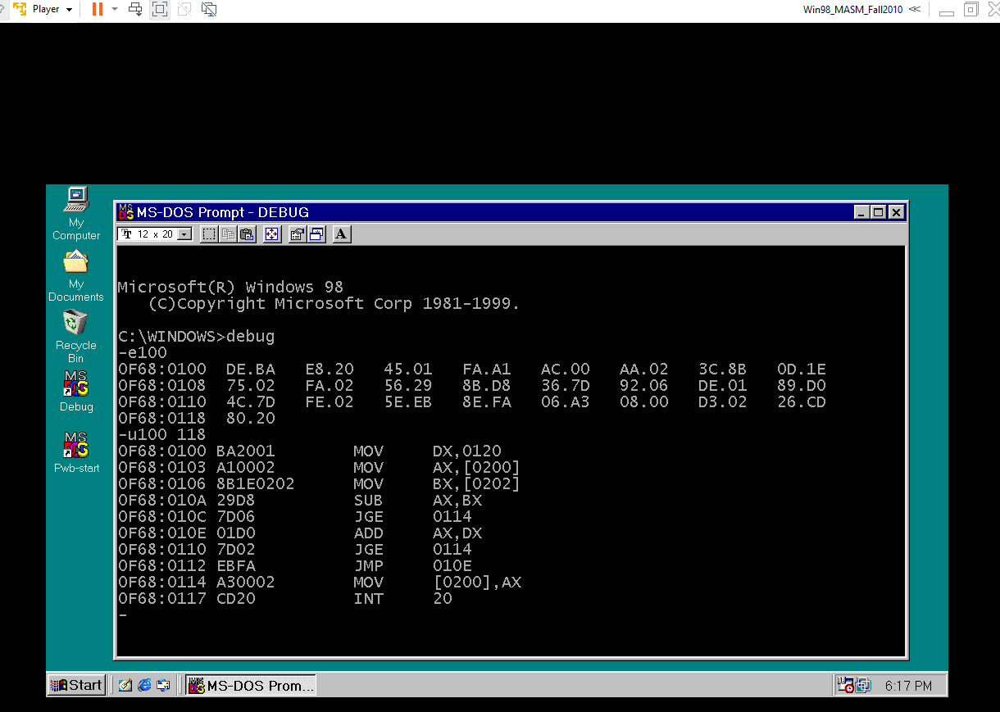 Player
Win98_MASM_Fall2010
My
Computer
My
Documents
Recycle
Bin
Debug
Pwb-start
MS-DOS Prompt - DEBUG
12 x 20
A
Microsoft(R) Windows 98
(C)Copyright Microsoft Corp 1981-1999.
C:\WINDOWS>debug
-e100
0F68:0100 DE.BA E8.20 45.01 FA.A1 AC.00 AA.02 3C.8B 0D.1E
0F68:0108 75.02 FA.02 56.29 8B.D8 36.7D 92.06 DE.01 89.D0
0F68:0110 4C.7D FE.02 5E.EB 8E.FA 06.A3 08.00 D3.02 26.CD
0F68:0118 80.20
-u100 118
0F68:0100 BA2001 MOV DX,0120
0F68:0103 A10002 MOV AX,[0200]
0F68:0106 8B1E0202 MOV BX,[0202]
0F68:010A 29D8 SUB AX,BX
0F68:010C 7D06 JGE 0114
0F68:010E 01D0 ADD AX,DX
0F68:0110 7D02 JGE 0114
0F68:0112 EBFA JMP 010E
0F68:0114 A30002 MOV [0200],AX
0F68:0117 CD20 INT 20
-
Start
MS-DOS Prom...
6:17 PM